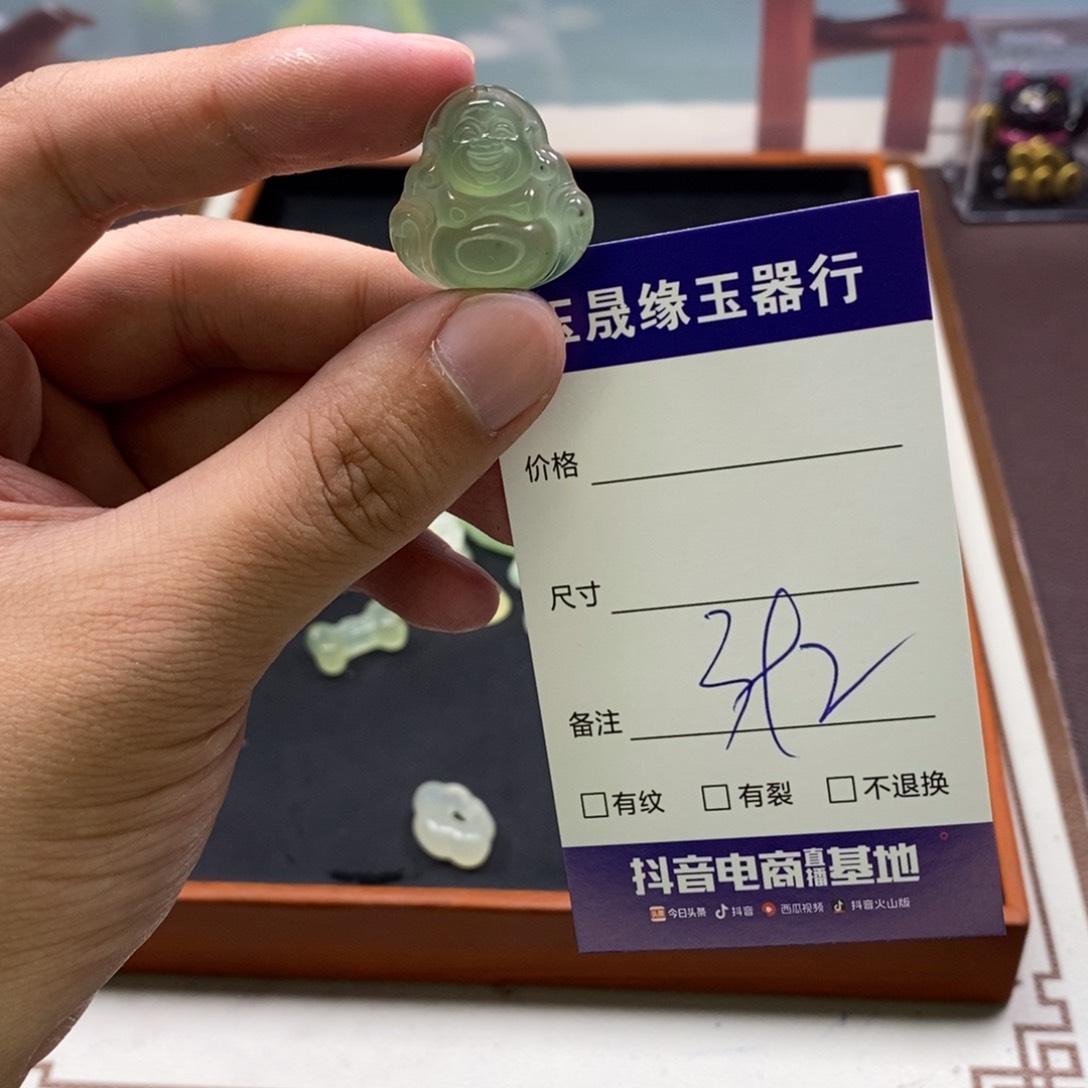 晟缘玉器行
价格
尺寸
备注
□有纹 □有裂 □不退换
抖音电商直播基地
头条 今日头条 抖音 西瓜视频 抖音火山版